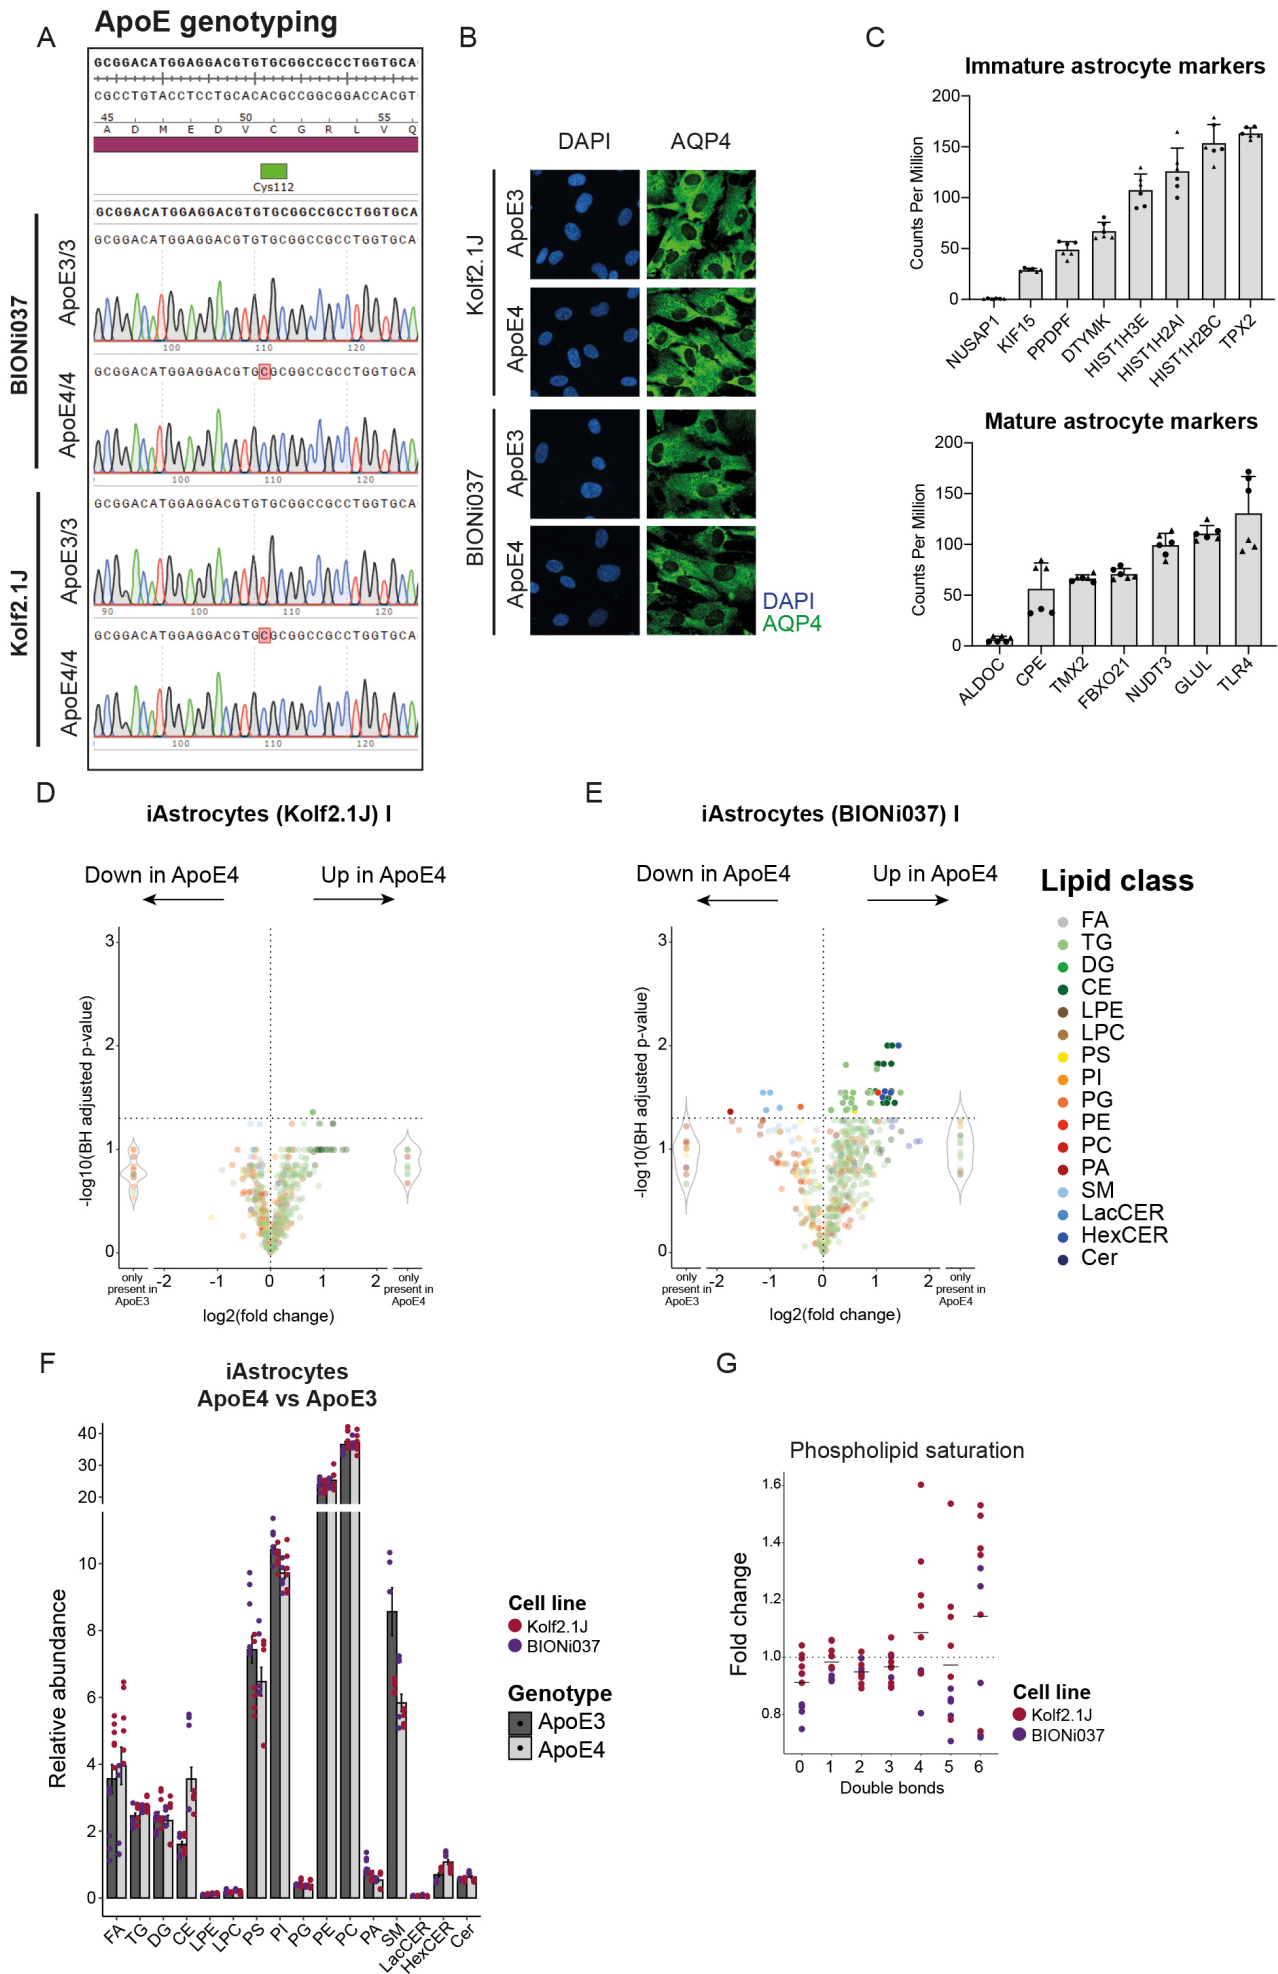 A
ApoE genotyping
GCGGACATGGAGGACGTGTGCGGCCGCCTGGTGCA
CGCCTGTACCTCCTGCACACGCCGGCGGACCACGT
45 50 55
A D M E D V C G R L V Q
Cys112
GCGGACATGGAGGACGTGTGCGGCCGCCTGGTGCA
BIONi037
ApoE3/3
GCGGACATGGAGGACGTGTGCGGCCGCCTGGTGCA
100 110 120
ApoE4/4
GCGGACATGGAGGACGTGCGCGGCCGCCTGGTGCA
100 110 120
Kolf2.1J
ApoE3/3
GCGGACATGGAGGACGTGTGCGGCCGCCTGGTGCA
90 100 110 120
ApoE4/4
GCGGACATGGAGGACGTGCGCGGCCGCCTGGTGCA
100 110 120
B
DAPI AQP4
Kolf2.1J
ApoE3
ApoE4
BIONi037
ApoE3
ApoE4
DAPI
AQP4
C
Immature astrocyte markers
Counts Per Million
200
150
100
50
0
NUSAP1 KIF15 PPDPF DTYMK HIST1H3E HIST1H2AI HIST1H2BC TPX2
Mature astrocyte markers
Counts Per Million
200
150
100
50
0
ALDOC CPE TMX2 FBXO21 NUDT3 GLUL TLR4
D
iAstrocytes (Kolf2.1J) I
Down in ApoE4 Up in ApoE4
-log10(BH adjusted p-value)
3
2
1
0
only present in ApoE3 -2 -1 0 1 2 only present in ApoE4
log2(fold change)
E
iAstrocytes (BIONi037) I
Down in ApoE4 Up in ApoE4
-log10(BH adjusted p-value)
3
2
1
0
only present in ApoE3 -2 -1 0 1 2 only present in ApoE4
log2(fold change)
Lipid class
FA
TG
DG
CE
LPE
LPC
PS
PI
PG
PE
PC
PA
SM
LacCER
HexCER
Cer
F
iAstrocytes
ApoE4 vs ApoE3
Relative abundance
40
30
20
10
8
6
4
2
0
FA TG DG CE LPE LPC PS PI PG PE PC PA SM LacCER HexCER Cer
Cell line
Kolf2.1J
BIONi037
Genotype
ApoE3
ApoE4
G
Phospholipid saturation
Fold change
1.6
1.4
1.2
1.0
0.8
0 1 2 3 4 5 6
Double bonds
Cell line
Kolf2.1J
BIONi037